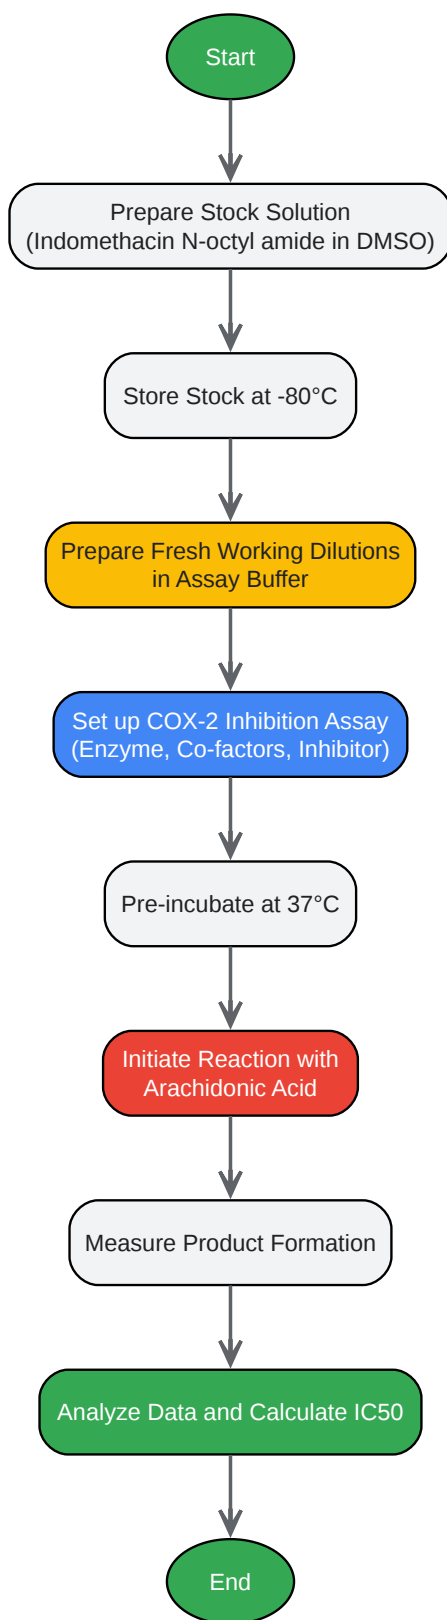 Start
Prepare Stock Solution
(Indomethacin N-octyl amide in DMSO)
Store Stock at -80°C
Prepare Fresh Working Dilutions
in Assay Buffer
Set up COX-2 Inhibition Assay
(Enzyme, Co-factors, Inhibitor)
Pre-incubate at 37°C
Initiate Reaction with
Arachidonic Acid
Measure Product Formation
Analyze Data and Calculate IC50
End